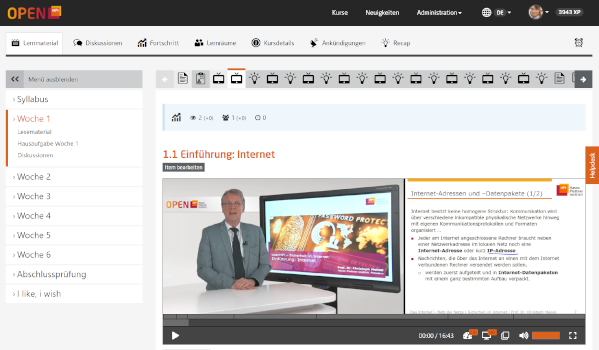 OPEN HPI
Kurse Neuigkeiten Administration DE 3943 XP
Lernmaterial Diskussionen Fortschritt Lernräume Kursdetails Ankündigungen Recap
Menü ausblenden
Syllabus
Woche 1
Lesematerial
Hausaufgabe Woche 1
Diskussionen
Woche 2
Woche 3
Woche 4
Woche 5
Woche 6
Abschlussprüfung
I like, i wish
2 (+0) 1 (+0) 0
1.1 Einführung: Internet
Item bearbeiten
Helpdesk
OPEN
PASSWORD PROTEC
Einführung: Internet
Internet-Adressen und -Datenpakete (1/2)
Internet besitzt keine homogene Struktur: Kommunikation wird
über verschiedene inkompatible physikalische Netzwerke hinweg
mit eigenen Kommunikationsprotokollen und Formaten
organisiert ...
Jeder am Internet angeschlossene Rechner braucht neben
einer Netzwerkadresse im lokalen Netz noch eine
Internet-Adresse oder kurz IP-Adresse
Nachrichten, die über das Internet an einen mit dem Internet
verbundenen Rechner versendet werden sollen,
werden zuerst aufgeteilt und in Internet-Datenpakete
mit einem ganz bestimmten Aufbau verpackt.
00:00 / 16:43